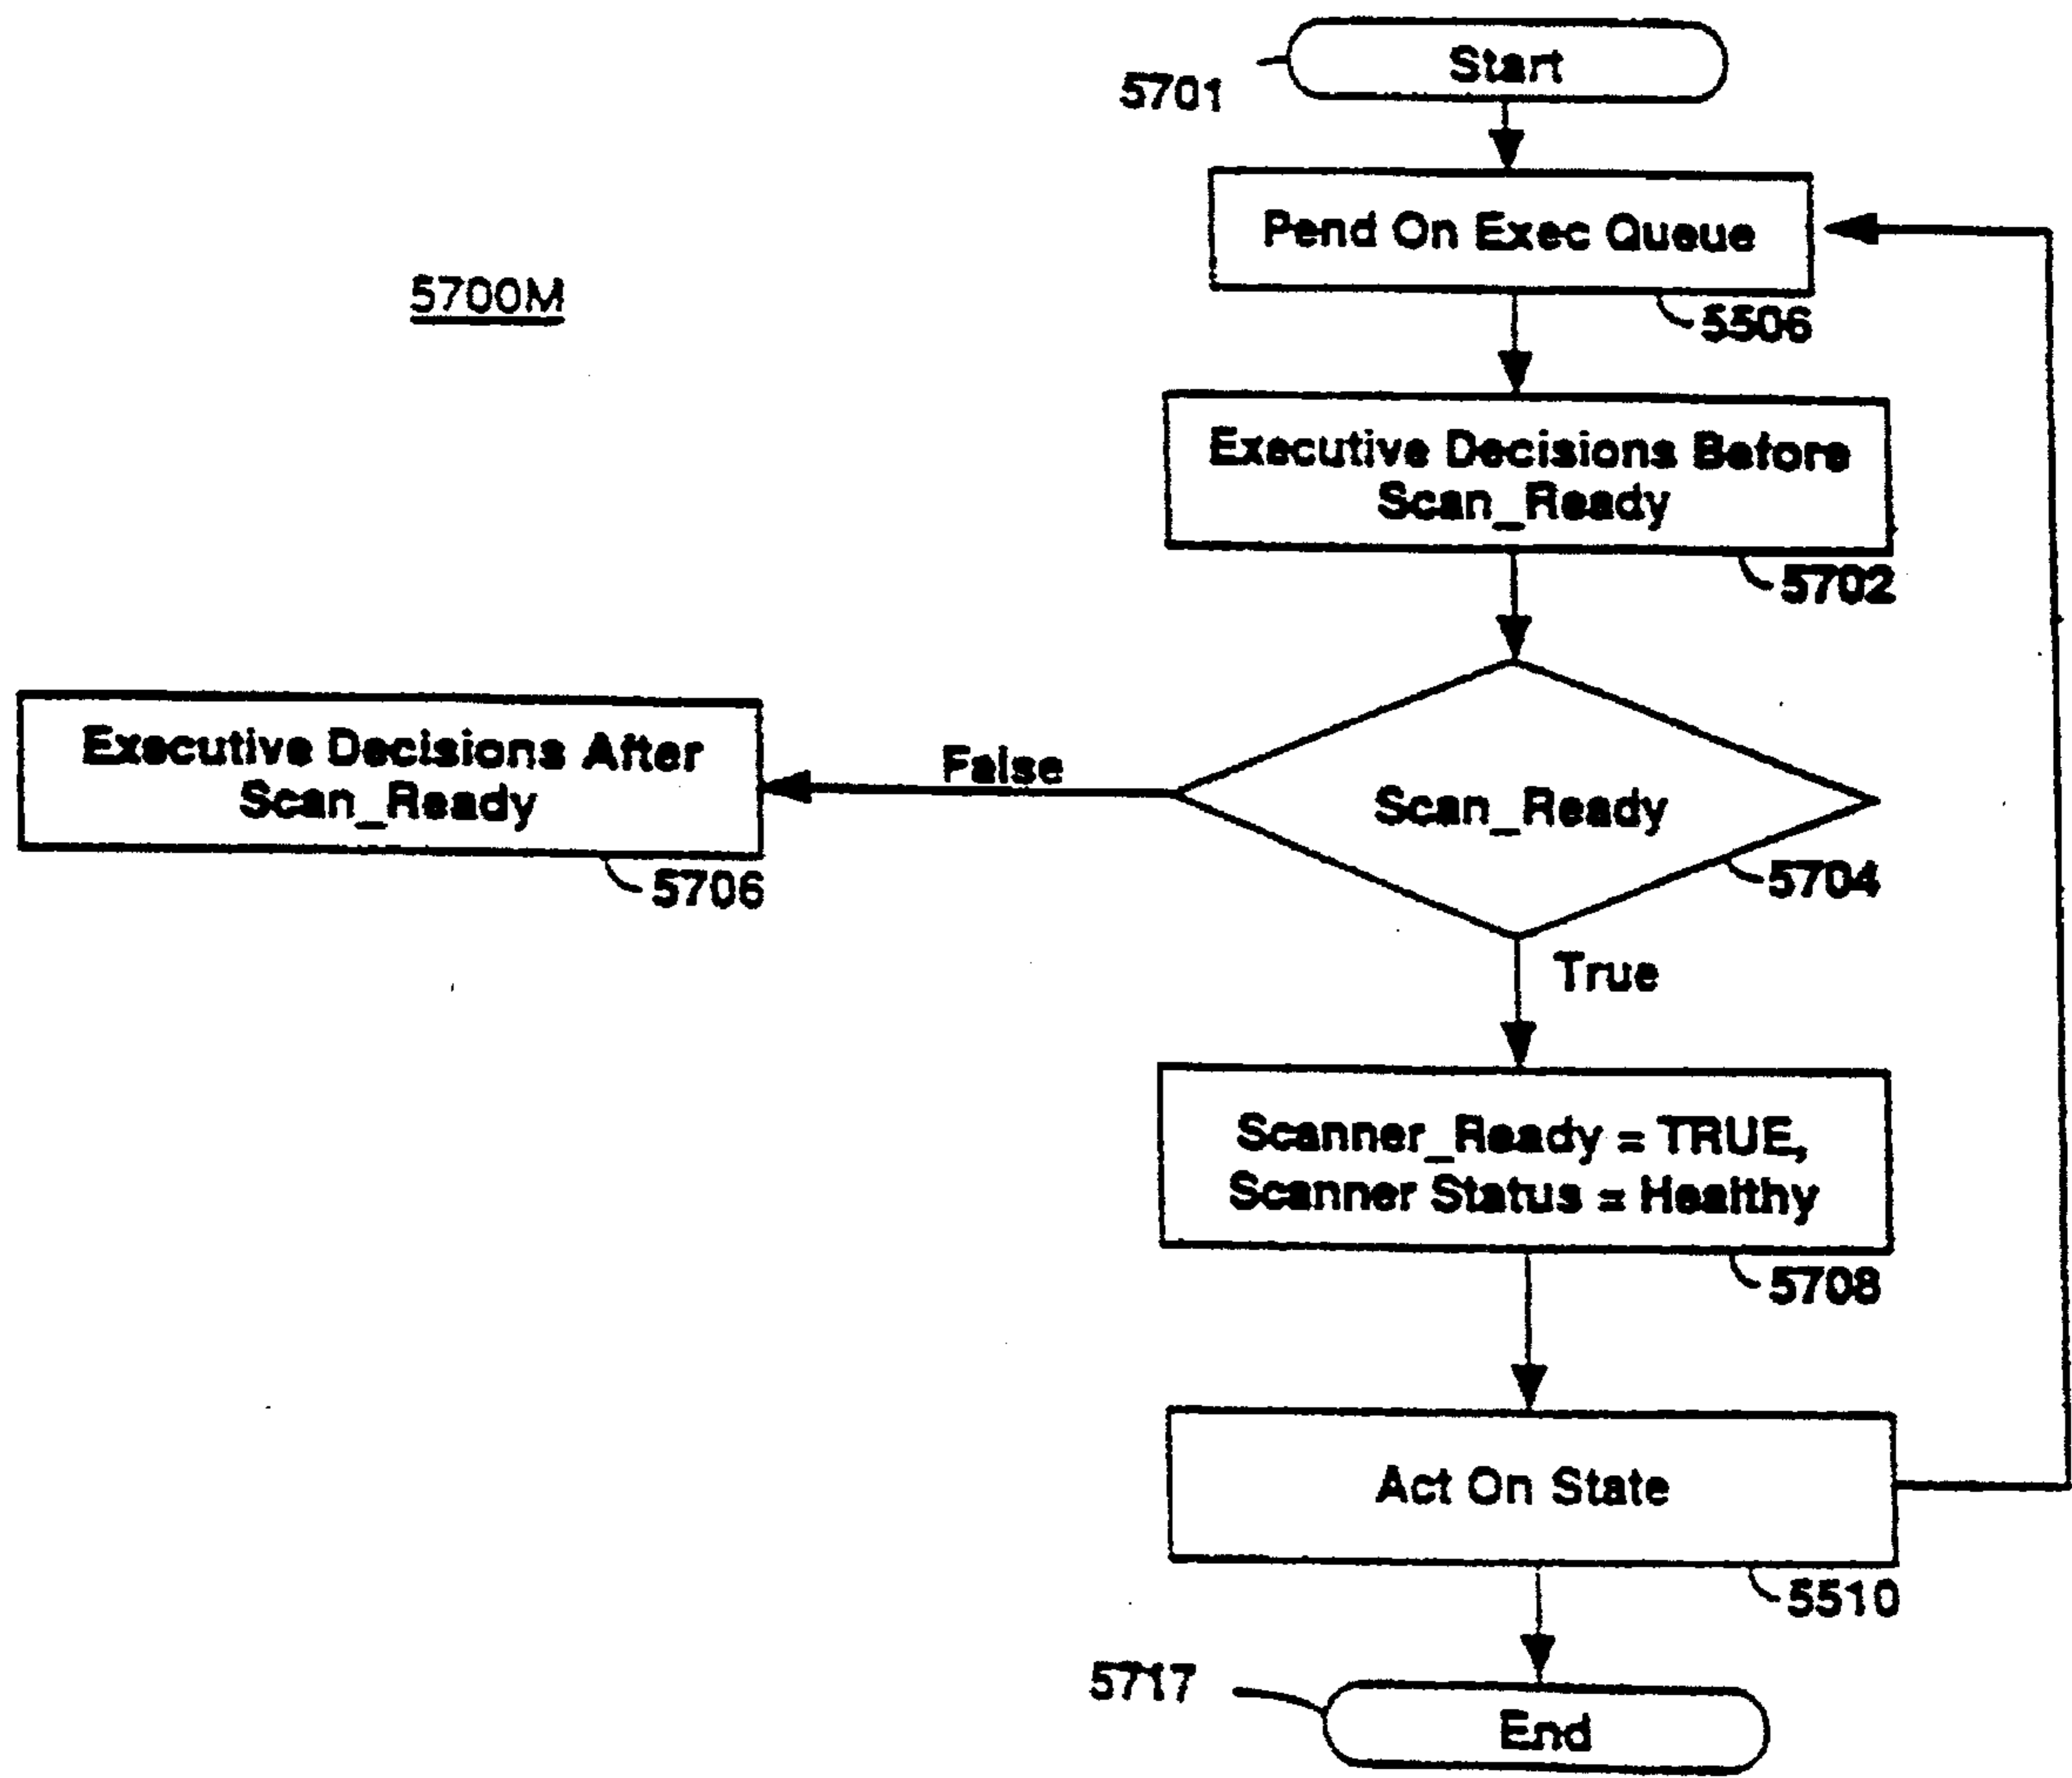 Start
5701
Pend On Exec Queue
5700M
5506
Executive Decisions Before
Scan_Ready
5702
Executive Decisions After
Scan_Ready
False
Scan_Ready
5706
5704
True
Scanner_Ready = TRUE,
Scanner Status = Healthy
5708
Act On State
5510
5717
End